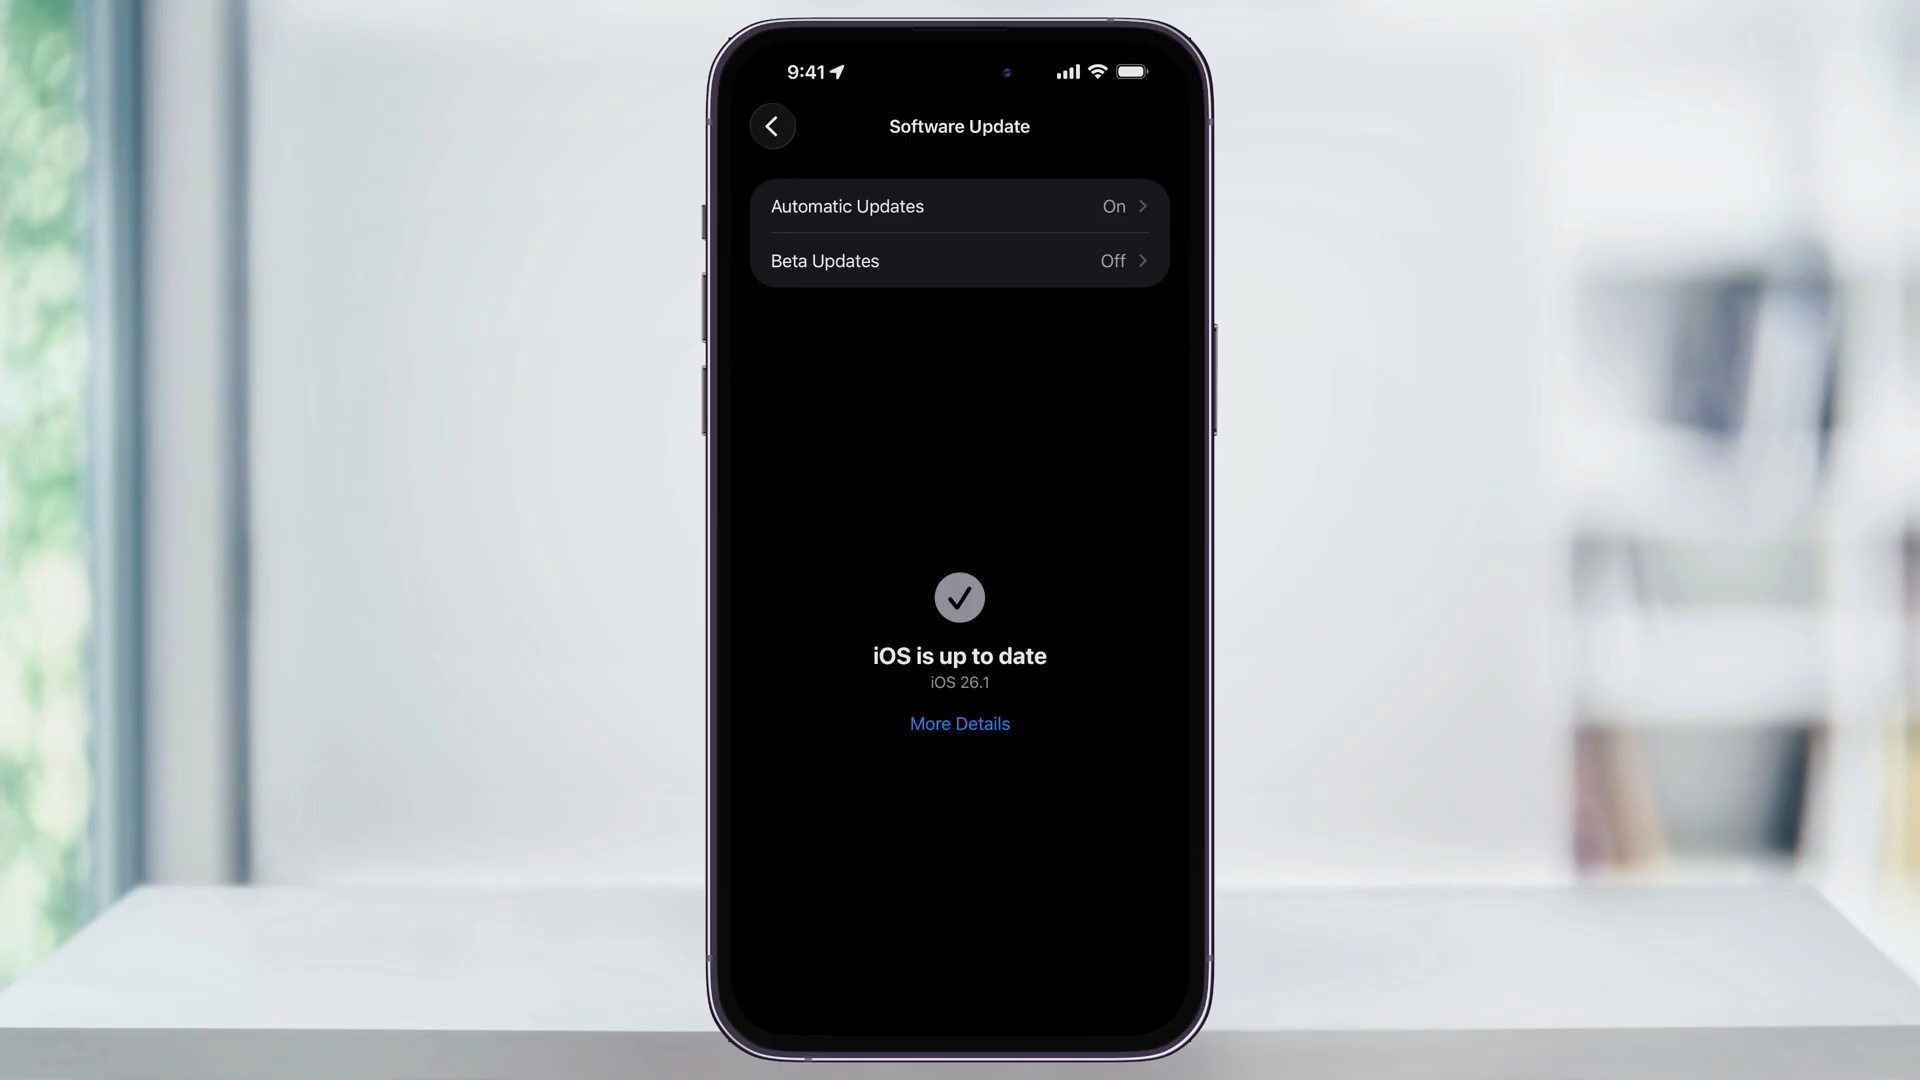 9:41
Software Update
Automatic Updates On
Beta Updates Off
iOS is up to date
iOS 26.1
More Details